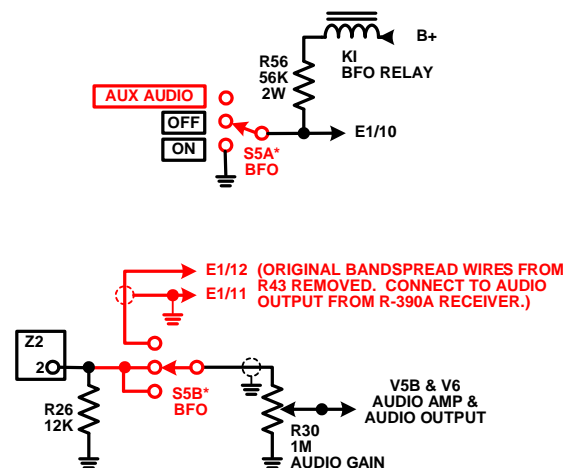 B+
R56
56K
2W
KI
BFO RELAY
AUX AUDIO
OFF
ON
E1/10
S5A*
BFO
E1/12 (ORIGINAL BANDSPREAD WIRES FROM
R43 REMOVED. CONNECT TO AUDIO
E1/11
OUTPUT FROM R-390A RECEIVER.)
Z2
2
S5B*
BFO
R26
12K
V5B & V6
AUDIO AMP &
AUDIO OUTPUT
R30
1M
AUDIO GAIN